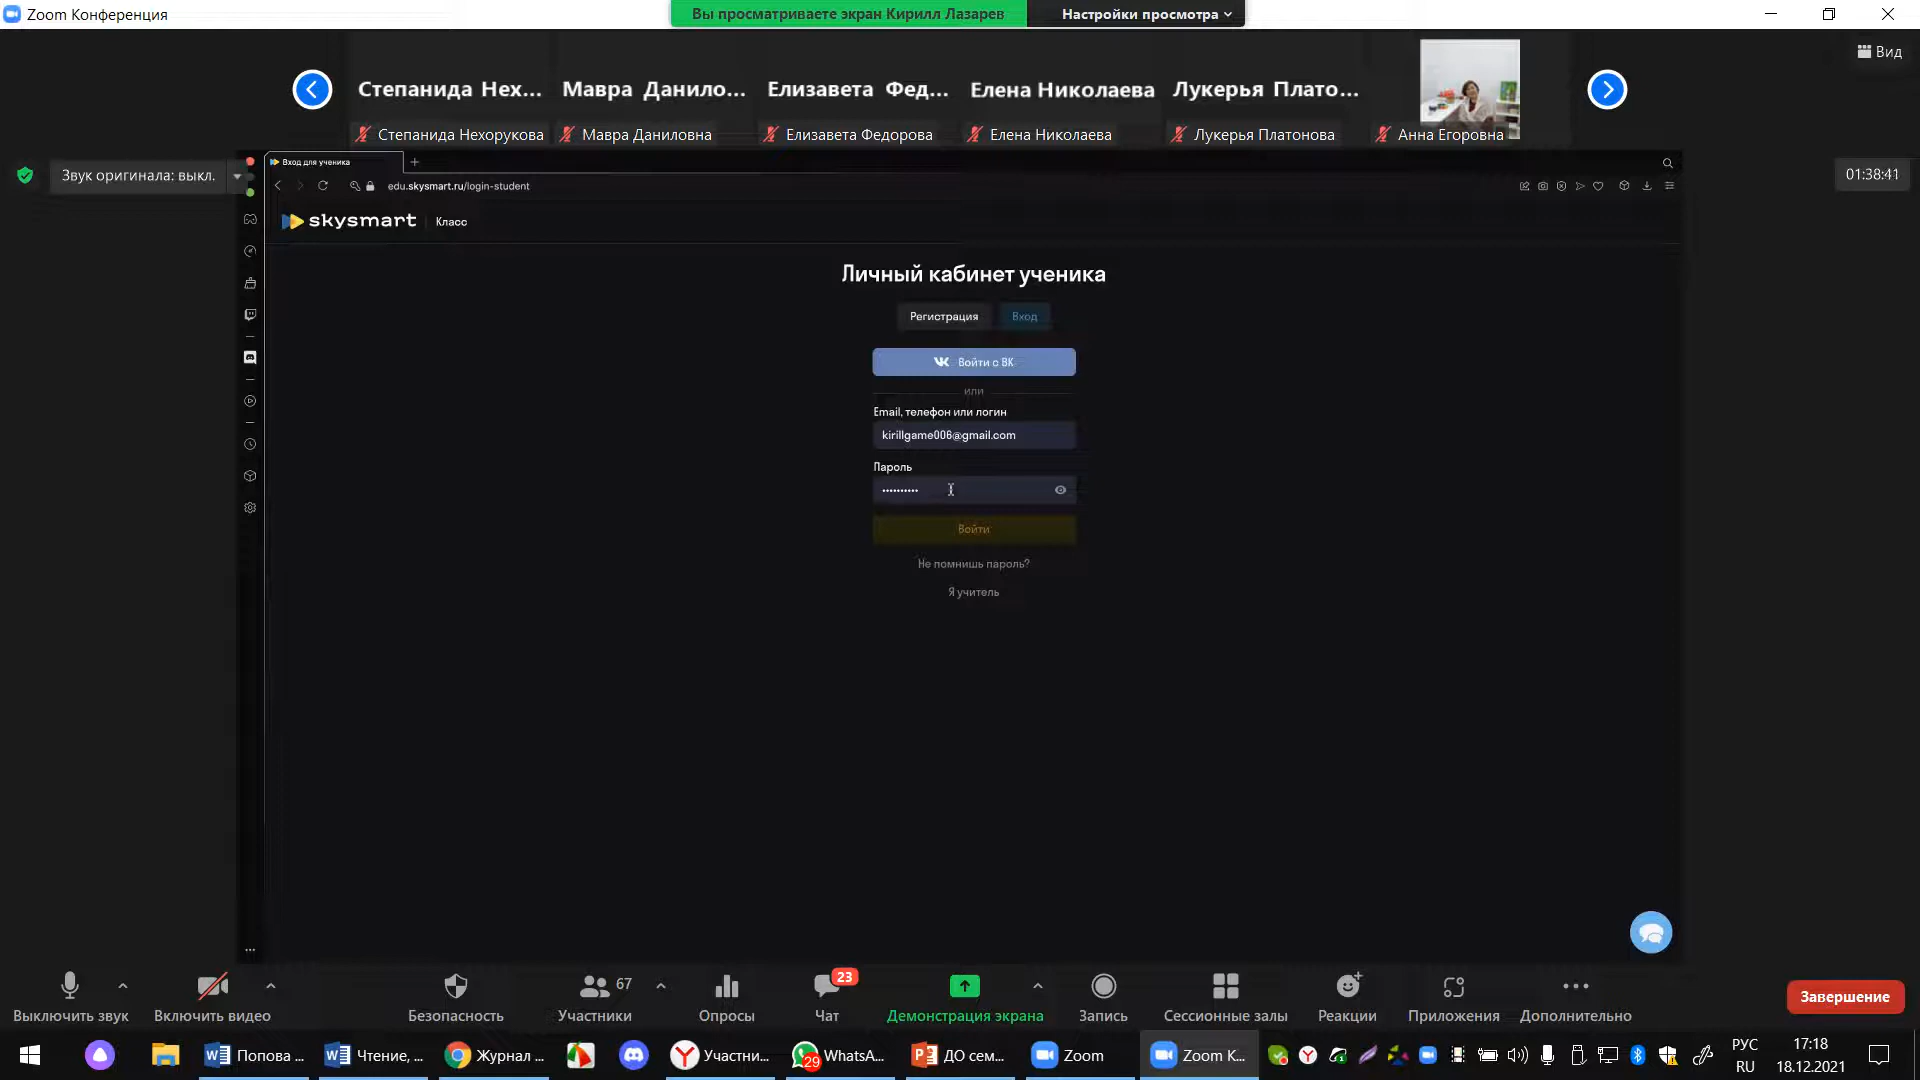 Zoom Конференция
Вы просматриваете экран Кирилл Лазарев
Настройки просмотра
Вид
Степанида Нех...
Мавра Данило...
Елизавета Фед...
Елена Николаева
Лукерья Плато...
Степанида Нехорукова
Мавра Даниловна
Елизавета Федорова
Елена Николаева
Лукерья Платонова
Анна Егоровна
Звук оригинала: выкл.
01:38:41
Вход для ученика
edu.skysmart.ru/login-student
skysmart
Класс
Личный кабинет ученика
Регистрация
Вход
Войти с ВК
или
Email, телефон или логин
kirillgame006@gmail.com
Пароль
Войти
Не помнишь пароль?
Я учитель
Выключить звук
Включить видео
Безопасность
67
Участники
Опросы
23
Чат
Демонстрация экрана
Запись
Сессионные залы
Реакции
Приложения
Дополнительно
Завершение
Попова ...
Чтение, ...
Журнал ...
Участни...
29
WhatsA...
ДО сем...
Zoom
Zoom К...
РУС
RU
17:18
18.12.2021